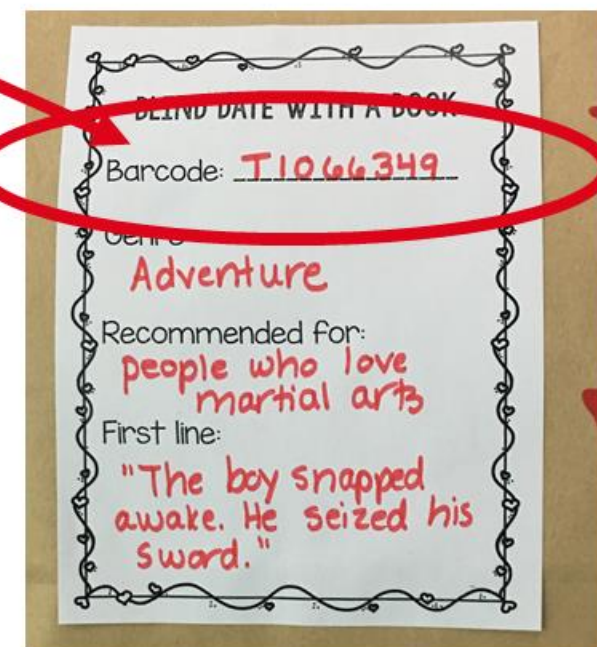 BLIND DATE WITH A BOOK
Barcode: T1066349
Genre
Adventure
Recommended for:
people who love
martial arts
First line:
"The boy snapped
awake. He seized his
sword."